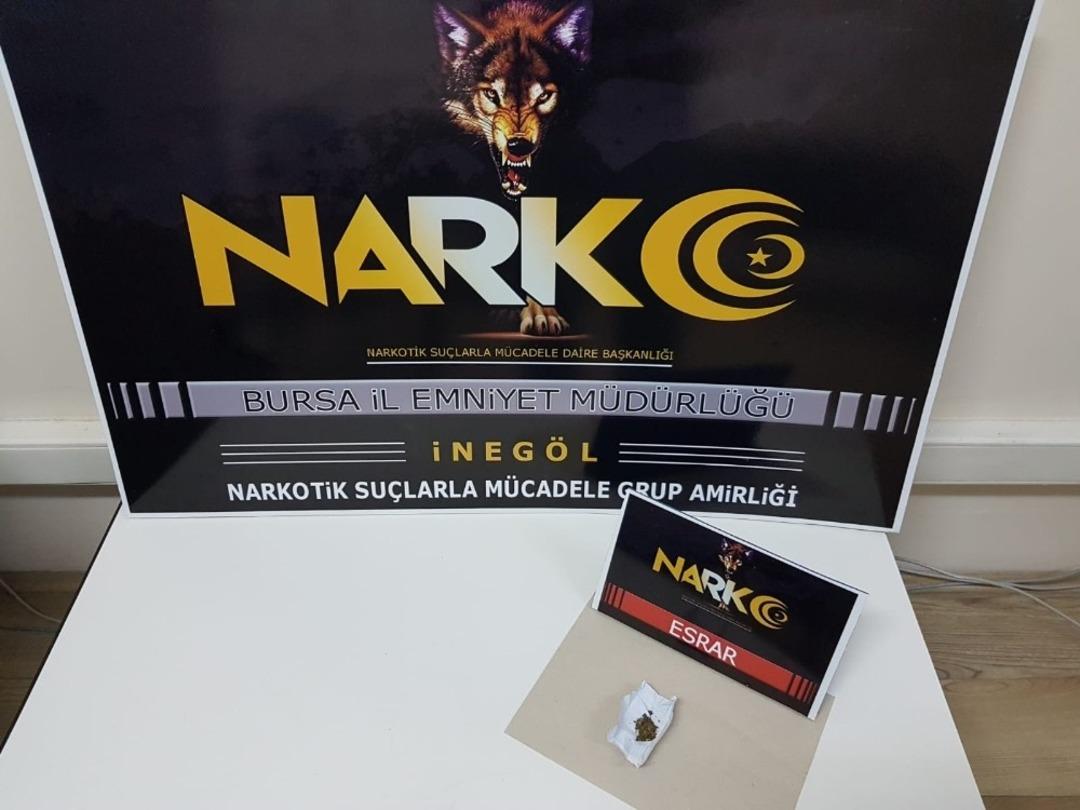 NARKO
NARKOTİK SUÇLARLA MÜCADELE DAİRE BAŞKANLIĞI
BURSA İL EMNİYET MÜDÜRLÜĞÜ
İNEGÖL
NARKOTİK SUÇLARLA MÜCADELE GRUP AMİRLİĞİ
NARKO
ESRAR